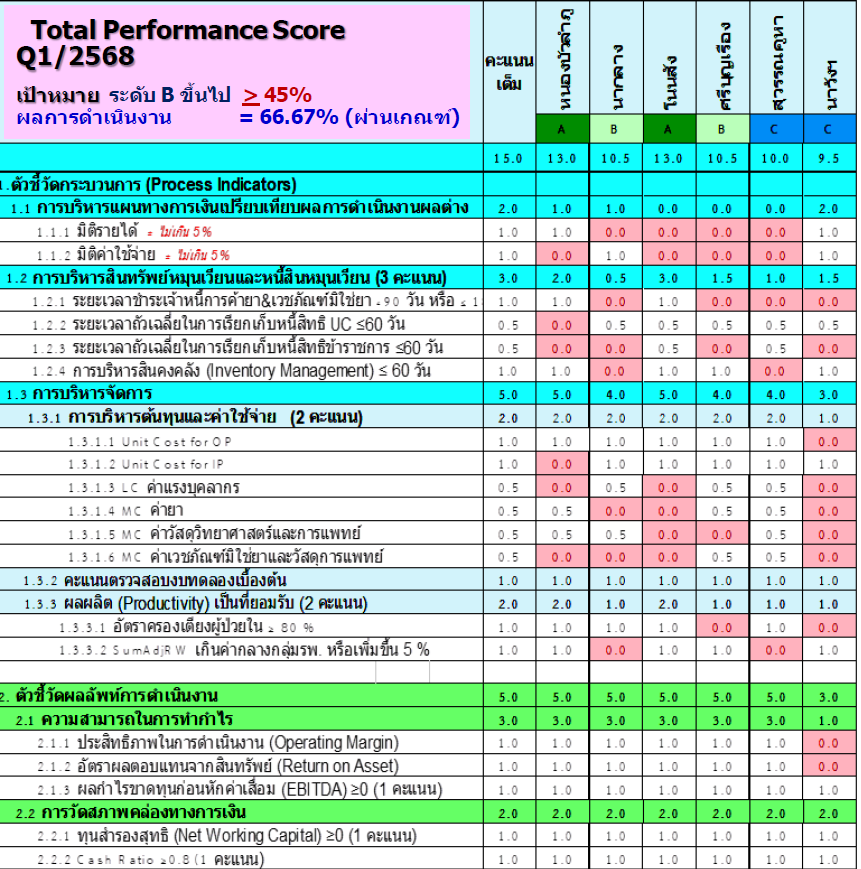 Total Performance Score
Q1/2568
เป้าหมาย ระดับ B ขึ้นไป ≥ 45%
ผลการดำเนินงาน = 66.67% (ผ่านเกณฑ์)
คะแนนเต็ม หนองบัวลำภู นากลาง โนนสัง ศรีบุญเรือง สุวรรณคูหา นาวังฯ
A B A B C C
15.0 13.0 10.5 13.0 10.5 10.0 9.5
1.ตัวชี้วัดกระบวนการ (Process Indicators)
1.1 การบริหารแผนทางการเงินเปรียบเทียบผลการดำเนินงานผลต่าง 2.0 1.0 1.0 0.0 0.0 0.0 2.0
1.1.1 มิติรายได้ = ไม่เกิน 5% 1.0 1.0 0.0 0.0 0.0 0.0 1.0
1.1.2 มิติค่าใช้จ่าย = ไม่เกิน 5% 1.0 0.0 1.0 0.0 0.0 0.0 1.0
1.2 การบริหารสินทรัพย์หมุนเวียนและหนี้สินหมุนเวียน (3 คะแนน) 3.0 2.0 0.5 3.0 1.5 1.0 1.5
1.2.1 ระยะเวลาชำระเจ้าหนี้การค้ายา&เวชภัณฑ์มิใช่ยา 90 วัน หรือ ≤ 1 1.0 1.0 0.0 1.0 0.0 0.0 0.0
1.2.2 ระยะเวลาถัวเฉลี่ยในการเรียกเก็บหนี้สิทธิ UC ≤60 วัน 0.5 0.0 0.5 0.5 0.5 0.5 0.5
1.2.3 ระยะเวลาถัวเฉลี่ยในการเรียกเก็บหนี้สิทธิข้าราชการ ≤60 วัน 0.5 0.0 0.0 0.5 0.0 0.5 0.0
1.2.4 การบริหารสินคงคลัง (Inventory Management) ≤ 60 วัน 1.0 1.0 0.0 1.0 1.0 0.0 1.0
1.3 การบริหารจัดการ 5.0 5.0 4.0 5.0 4.0 4.0 3.0
1.3.1 การบริหารต้นทุนและค่าใช้จ่าย (2 คะแนน) 2.0 2.0 2.0 2.0 2.0 2.0 1.0
1.3.1.1 Unit Cost for OP 1.0 1.0 1.0 1.0 1.0 1.0 0.0
1.3.1.2 Unit Cost for IP 1.0 0.0 1.0 1.0 1.0 1.0 1.0
1.3.1.3 LC ค่าแรงบุคลากร 0.5 0.0 0.5 0.0 0.5 0.5 0.0
1.3.1.4 MC ค่ายา 0.5 0.5 0.0 0.0 0.5 0.5 0.0
1.3.1.5 MC ค่าวัสดุวิทยาศาสตร์และการแพทย์ 0.5 0.5 0.5 0.0 0.0 0.5 0.0
1.3.1.6 MC ค่าเวชภัณฑ์มิใช่ยาและวัสดุการแพทย์ 0.5 0.0 0.0 0.0 0.5 0.5 0.0
1.3.2 คะแนนตรวจสอบงบทดลองเบื้องต้น 1.0 1.0 1.0 1.0 1.0 1.0 1.0
1.3.3 ผลผลิต (Productivity) เป็นที่ยอมรับ (2 คะแนน) 2.0 2.0 1.0 2.0 1.0 1.0 1.0
1.3.3.1 อัตราครองเตียงผู้ป่วยใน ≥ 80 % 1.0 1.0 1.0 1.0 0.0 1.0 0.0
1.3.3.2 SumAdjRW เกินค่ากลางกลุ่มรพ. หรือเพิ่มขึ้น 5 % 1.0 1.0 0.0 1.0 1.0 0.0 1.0
2. ตัวชี้วัดผลลัพท์การดำเนินงาน 5.0 5.0 5.0 5.0 5.0 5.0 3.0
2.1 ความสามารถในการทำกำไร 3.0 3.0 3.0 3.0 3.0 3.0 1.0
2.1.1 ประสิทธิภาพในการดำเนินงาน (Operating Margin) 1.0 1.0 1.0 1.0 1.0 1.0 0.0
2.1.2 อัตราผลตอบแทนจากสินทรัพย์ (Return on Asset) 1.0 1.0 1.0 1.0 1.0 1.0 0.0
2.1.3 ผลกำไรขาดทุนก่อนหักค่าเสื่อม (EBITDA) ≥0 (1 คะแนน) 1.0 1.0 1.0 1.0 1.0 1.0 1.0
2.2 การวัดสภาพคล่องทางการเงิน 2.0 2.0 2.0 2.0 2.0 2.0 2.0
2.2.1 ทุนสำรองสุทธิ (Net Working Capital) ≥0 (1 คะแนน) 1.0 1.0 1.0 1.0 1.0 1.0 1.0
2.2.2 Cash Ratio ≥0.8 (1 คะแนน) 1.0 1.0 1.0 1.0 1.0 1.0 1.0